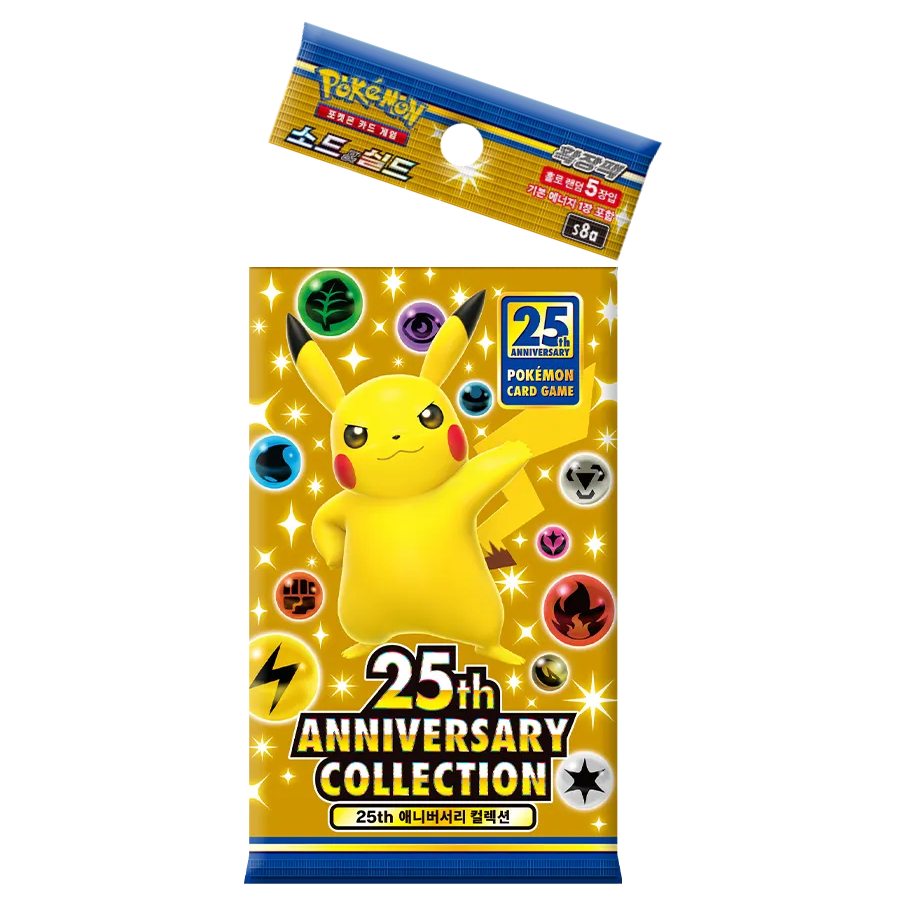 POKÉMON
포켓몬 카드 게임
소드&실드
확장팩
홀로 랜덤 5장입
기본 에너지 1장 포함
s8a
25th
ANNIVERSARY
POKÉMON
CARD GAME
25th
ANNIVERSARY
COLLECTION
25th 애니버서리 컬렉션